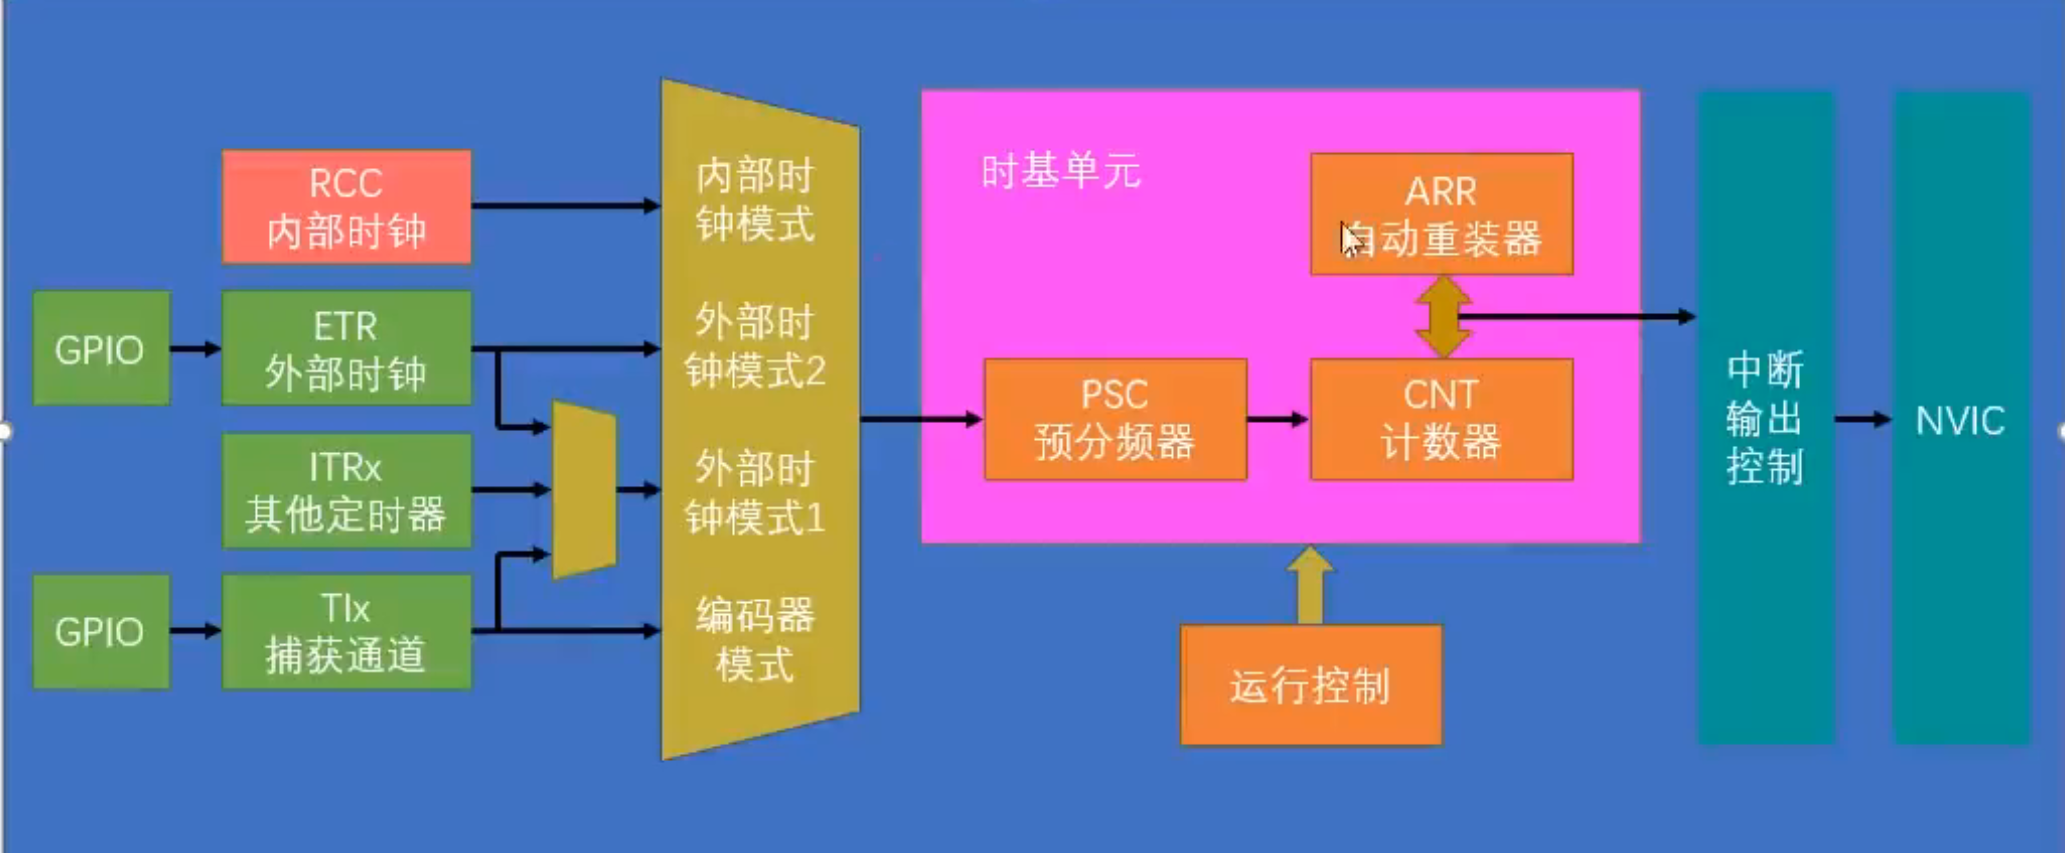 RCC
内部时钟
GPIO
ETR
外部时钟
ITRx
其他定时器
GPIO
TIx
捕获通道
内部时
钟模式
外部时
钟模式2
外部时
钟模式1
编码器
模式
时基单元
ARR
自动重装器
PSC
预分频器
CNT
计数器
运行控制
中断
输出
控制
NVIC